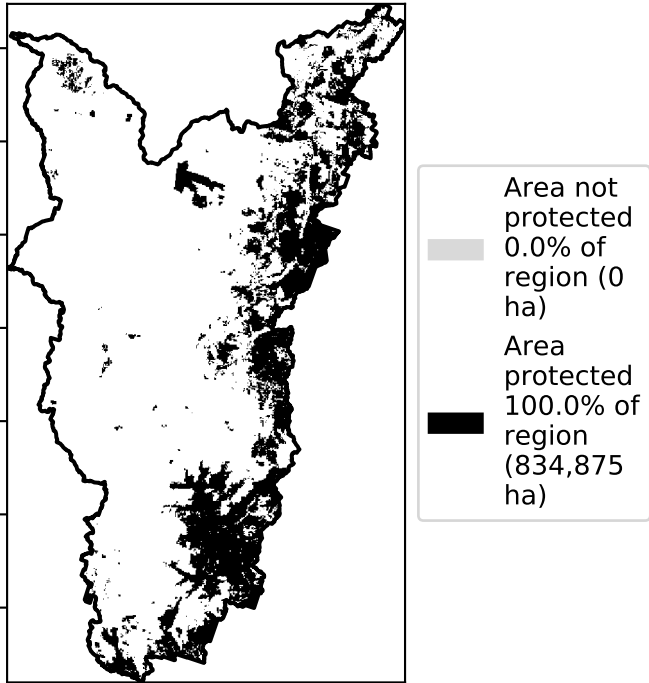 Area not
protected
0.0% of
region (0
ha)
Area
protected
100.0% of
region
(834,875
ha)